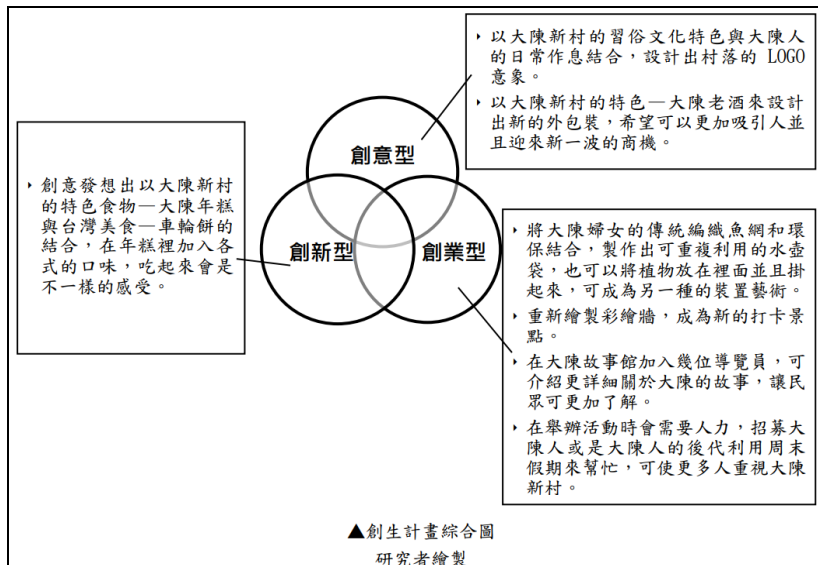 ‣ 以大陳新村的習俗文化特色與大陳人
的日常作息結合，設計出村落的 LOGO
意象。
‣ 以大陳新村的特色—大陳老酒來設計
出新的外包裝，希望可以更加吸引人並
且迎來新一波的商機。
創意型
‣ 創意發想出以大陳新村
的特色食物—大陳年糕
與台灣美食—車輪餅的
結合，在年糕裡加入各
式的口味，吃起來會是
不一樣的感受。
創新型
創業型
‣ 將大陳婦女的傳統編織魚網和環
保結合，製作出可重複利用的水壺
袋，也可以將植物放在裡面並且掛
起來，可成為另一種的裝置藝術。
‣ 重新繪製彩繪牆，成為新的打卡景
點。
‣ 在大陳故事館加入幾位導覽員，可
介紹更詳細關於大陳的故事，讓民
眾可更加了解。
‣ 在舉辦活動時會需要人力，招募大
陳人或是大陳人的後代利用周末
假期來幫忙，可使更多人重視大陳
新村。
▲創生計畫綜合圖
研究者繪製